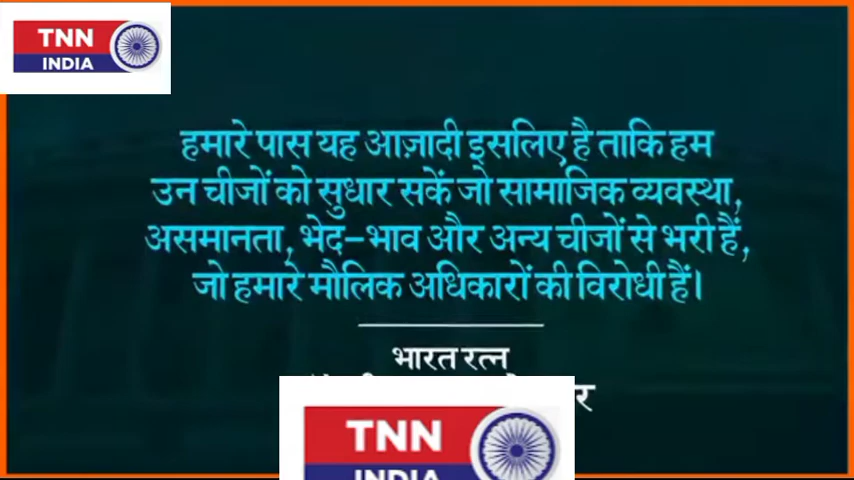 TNN
INDIA
हमारे पास यह आज़ादी इसलिए है ताकि हम
उन चीजों को सुधार सकें जो सामाजिक व्यवस्था,
असमानता, भेद-भाव और अन्य चीजों से भरी हैं,
जो हमारे मौलिक अधिकारों की विरोधी हैं।
भारत रत्न
TNN
INDIA